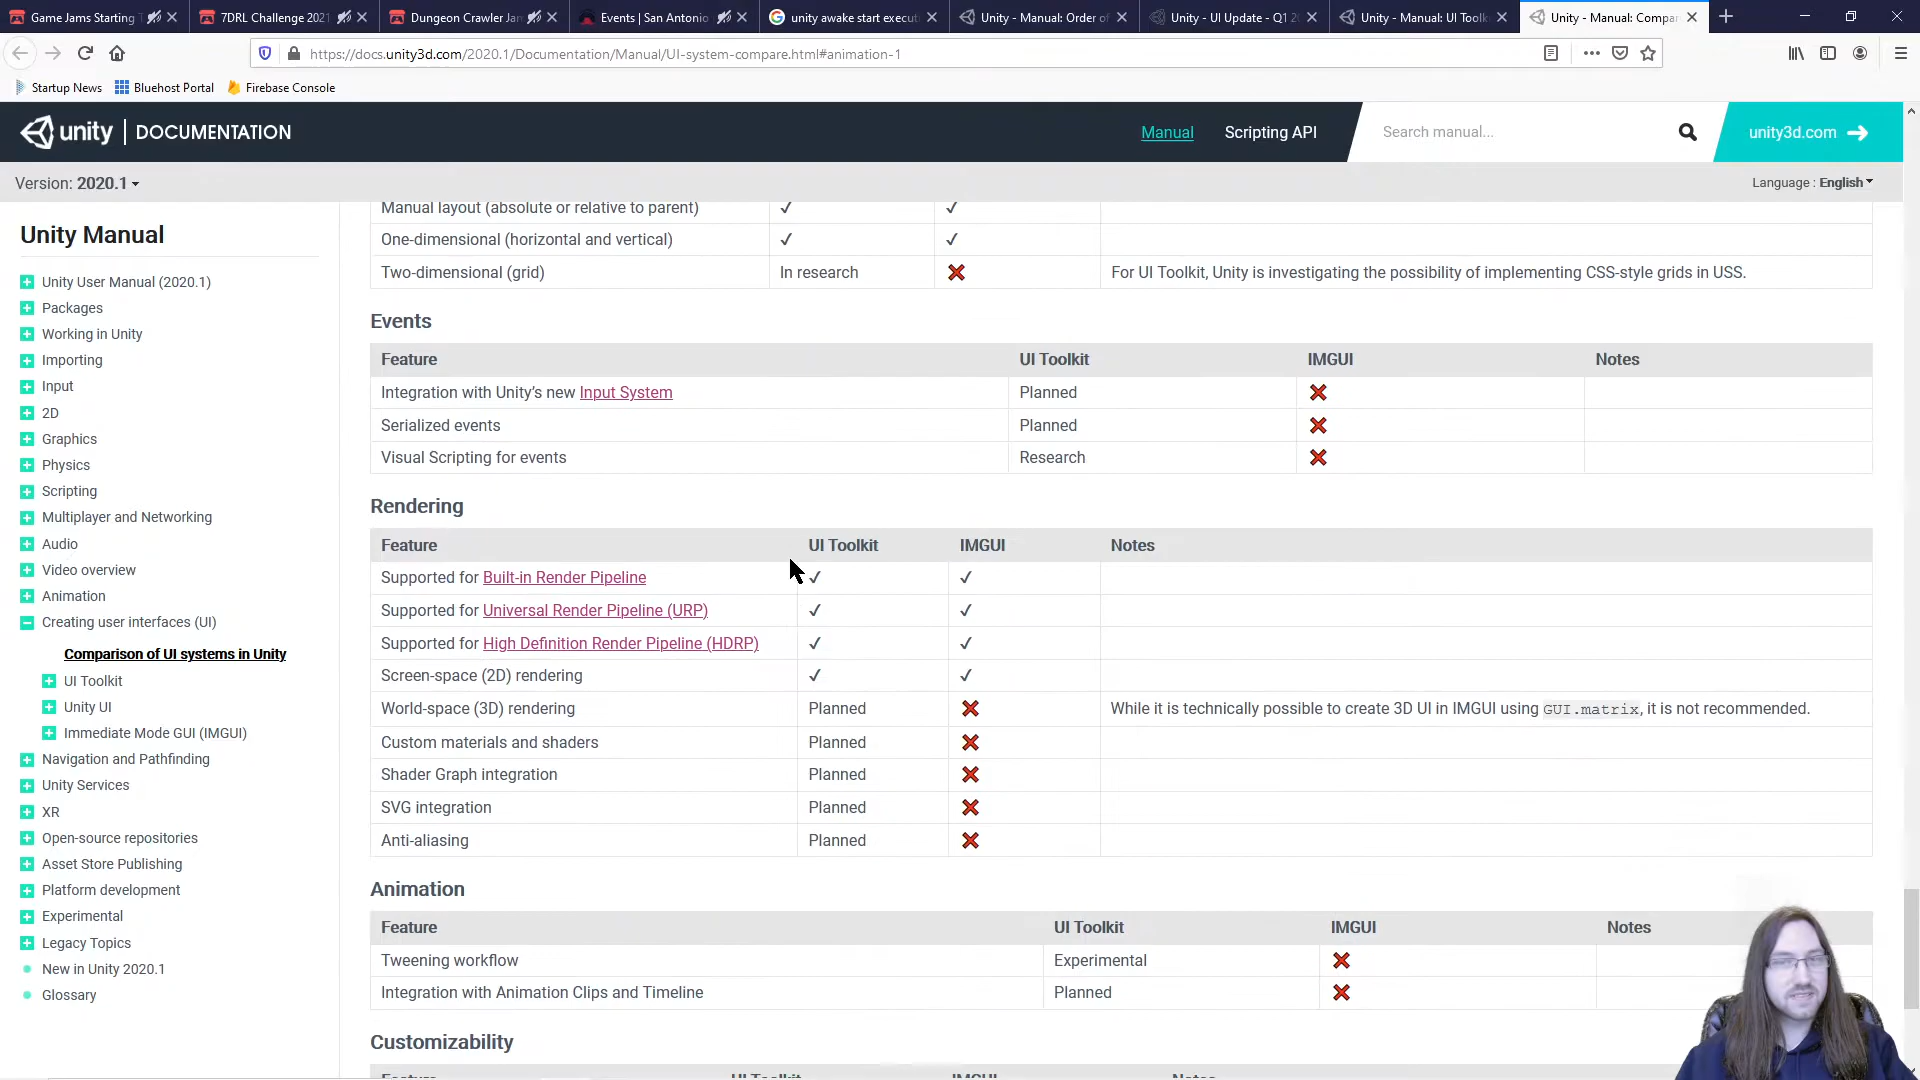 Game Jams Starting
7DRL Challenge 2021
Dungeon Crawler Jam
Events | San Antonio
unity awake start executi
Unity - Manual: Order of
Unity - UI Update - Q1 2
Unity - Manual: UI Toolk
Unity - Manual: Compar
https://docs.unity3d.com/2020.1/Documentation/Manual/UI-system-compare.html#animation-1
Startup News
Bluehost Portal
Firebase Console
unity | DOCUMENTATION
Manual
Scripting API
Search manual...
unity3d.com
Version: 2020.1
Language : English
Unity Manual
Unity User Manual (2020.1)
Packages
Working in Unity
Importing
Input
2D
Graphics
Physics
Scripting
Multiplayer and Networking
Audio
Video overview
Animation
Creating user interfaces (UI)
Comparison of UI systems in Unity
UI Toolkit
Unity UI
Immediate Mode GUI (IMGUI)
Navigation and Pathfinding
Unity Services
XR
Open-source repositories
Asset Store Publishing
Platform development
Experimental
Legacy Topics
New in Unity 2020.1
Glossary
Manual layout (absolute or relative to parent) ✓ ✓
One-dimensional (horizontal and vertical) ✓ ✓
Two-dimensional (grid) In research ✗ For UI Toolkit, Unity is investigating the possibility of implementing CSS-style grids in USS.
Events
Feature UI Toolkit IMGUI Notes
Integration with Unity's new Input System Planned ✗
Serialized events Planned ✗
Visual Scripting for events Research ✗
Rendering
Feature UI Toolkit IMGUI Notes
Supported for Built-in Render Pipeline ✓ ✓
Supported for Universal Render Pipeline (URP) ✓ ✓
Supported for High Definition Render Pipeline (HDRP) ✓ ✓
Screen-space (2D) rendering ✓ ✓
World-space (3D) rendering Planned ✗ While it is technically possible to create 3D UI in IMGUI using GUI.matrix, it is not recommended.
Custom materials and shaders Planned ✗
Shader Graph integration Planned ✗
SVG integration Planned ✗
Anti-aliasing Planned ✗
Animation
Feature UI Toolkit IMGUI Notes
Tweening workflow Experimental ✗
Integration with Animation Clips and Timeline Planned ✗
Customizability
Feature UI Toolkit IMGUI Notes